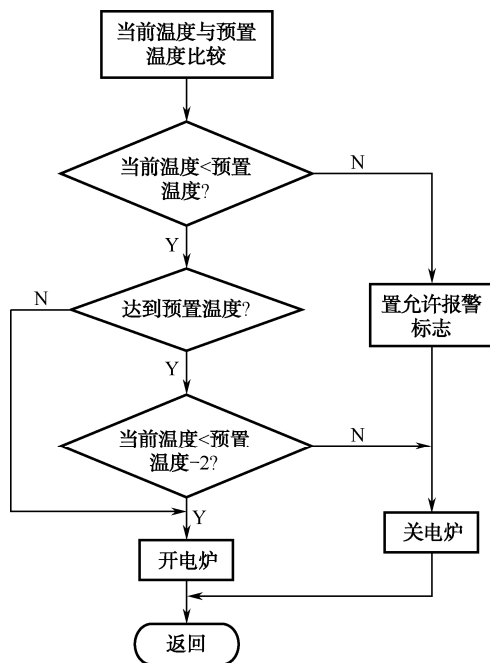 当前温度与预置
温度比较
当前温度<预置
温度?
N
Y
N
达到预置温度?
置允许报警
标志
Y
当前温度<预置
温度-2?
N
Y
开电炉
关电炉
返回